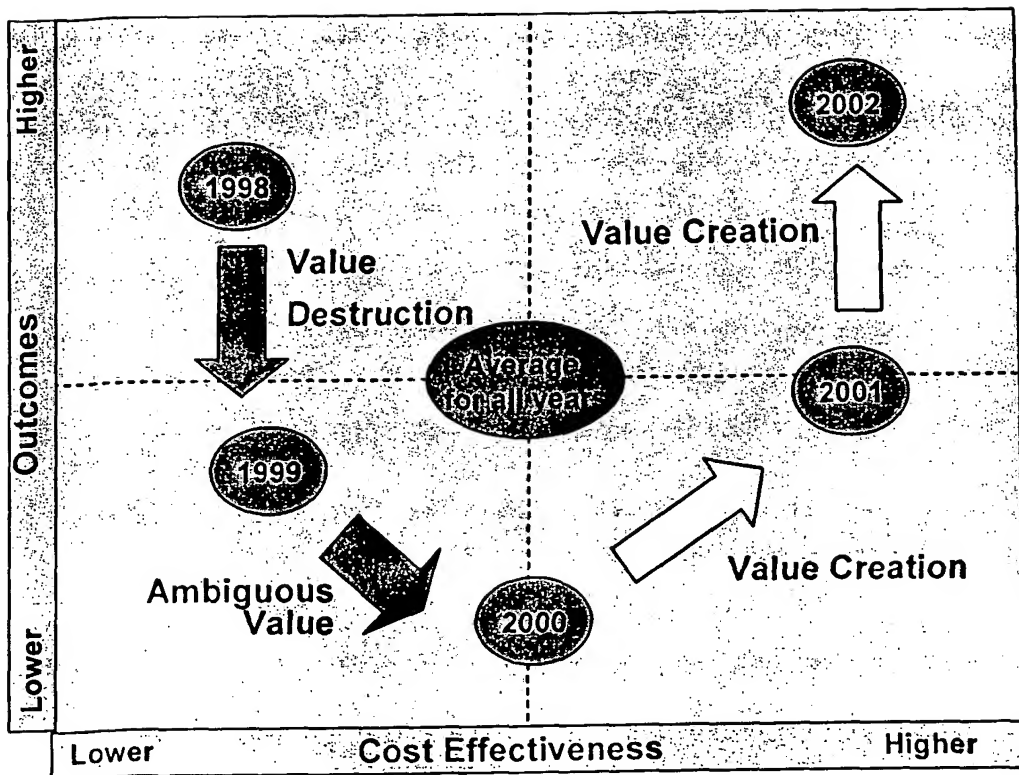 Higher
Outcomes
Lower
2002
1998
Value Creation
Value
Destruction
Average
for all year
2001
1999
Value Creation
Ambiguous
Value
2000
Lower
Cost Effectiveness
Higher